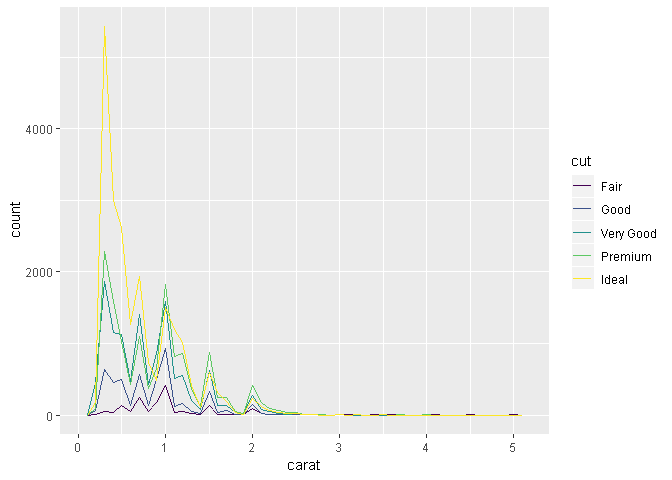 4000
2000
0
count
0
1
2
3
4
5
carat
cut
Fair
Good
Very Good
Premium
Ideal